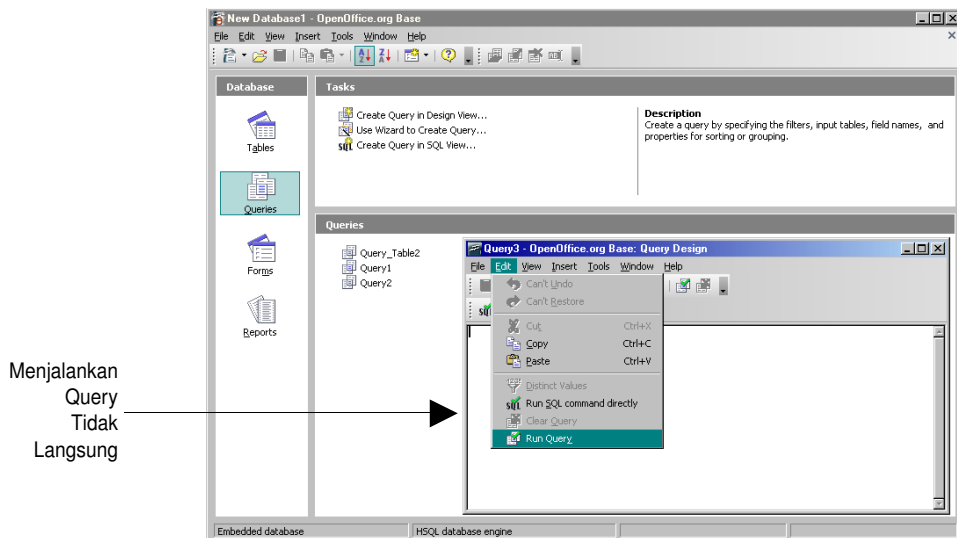 New Database1 - OpenOffice.org Base
File Edit View Insert Tools Window Help
Database
Tables
Queries
Forms
Reports
Tasks
Create Query in Design View...
Use Wizard to Create Query...
SQL Create Query in SQL View...
Description
Create a query by specifying the filters, input tables, field names, and
properties for sorting or grouping.
Queries
Query_Table2
Query1
Query2
Query3 - OpenOffice.org Base: Query Design
File Edit View Insert Tools Window Help
Can't Undo
Can't Restore
Cut Ctrl+X
Copy Ctrl+C
Paste Ctrl+V
Distinct Values
SQL Run SQL command directly
Clear Query
Run Query
Menjalankan
Query
Tidak
Langsung
Embedded database
HSQL database engine